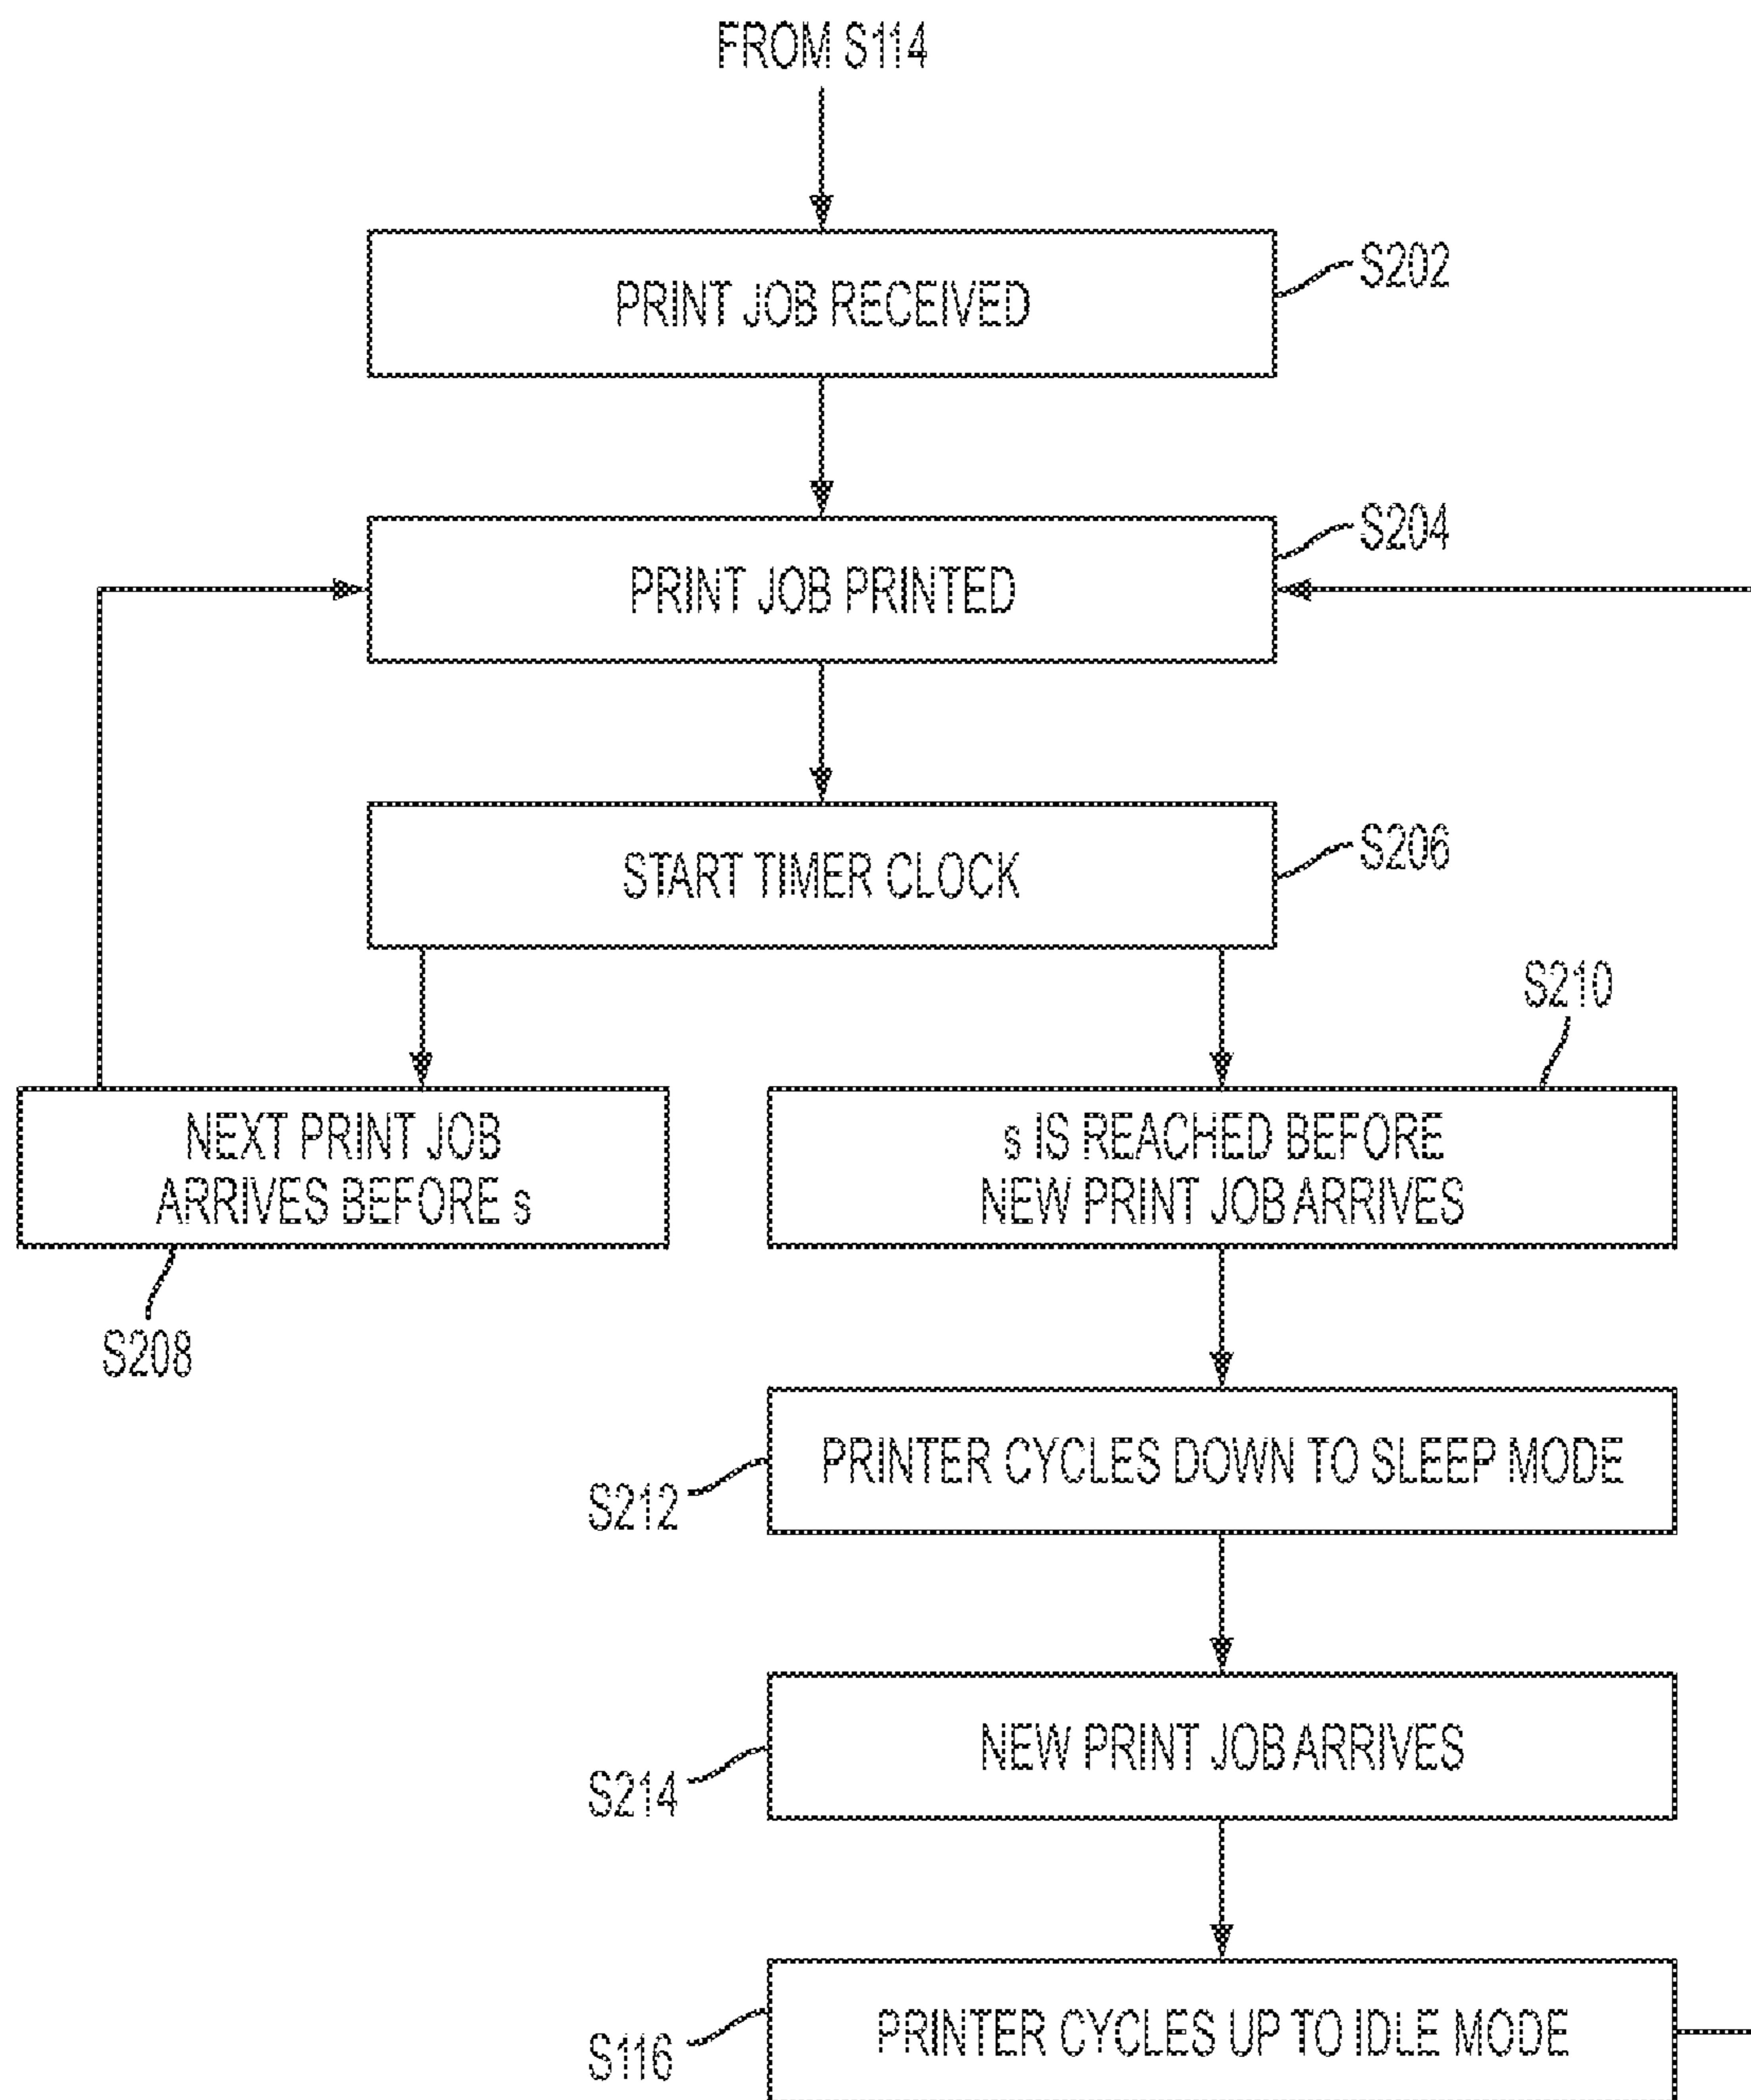 FROM S114
PRINT JOB RECEIVED
S202
PRINT JOB PRINTED
S204
START TIMER CLOCK
S206
S210
NEXT PRINT JOB
ARRIVES BEFORE s
S208
s IS REACHED BEFORE
NEW PRINT JOB ARRIVES
PRINTER CYCLES DOWN TO SLEEP MODE
S212
NEW PRINT JOB ARRIVES
S214
PRINTER CYCLES UP TO IDLE MODE
S116